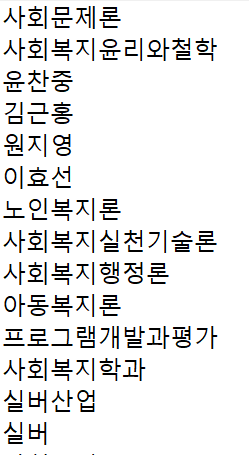 사회문제론
사회복지윤리와철학
윤찬중
김근홍
원지영
이효선
노인복지론
사회복지실천기술론
사회복지행정론
아동복지론
프로그램개발과평가
사회복지학과
실버산업
실버